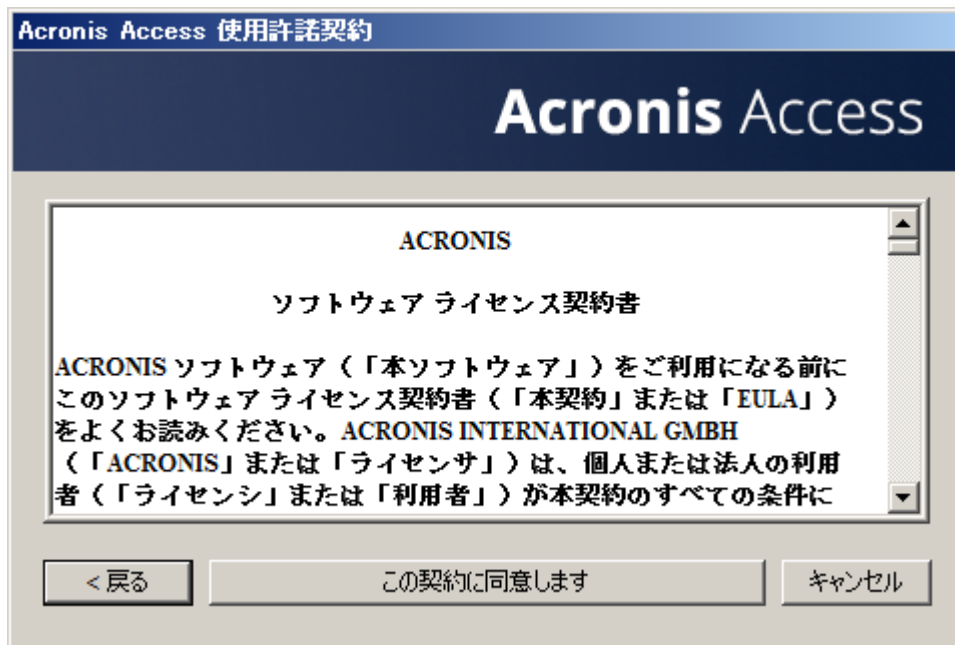 Acronis Access 使用許諾契約
Acronis Access
ACRONIS
ソフトウェア ライセンス契約書
ACRONIS ソフトウェア（「本ソフトウェア」）をご利用になる前に
このソフトウェア ライセンス契約書（「本契約」または「EULA」）
をよくお読みください。ACRONIS INTERNATIONAL GMBH
（「ACRONIS」または「ライセンサ」）は、個人または法人の利用
者（「ライセンシ」または「利用者」）が本契約のすべての条件に
< 戻る
この契約に同意します
キャンセル